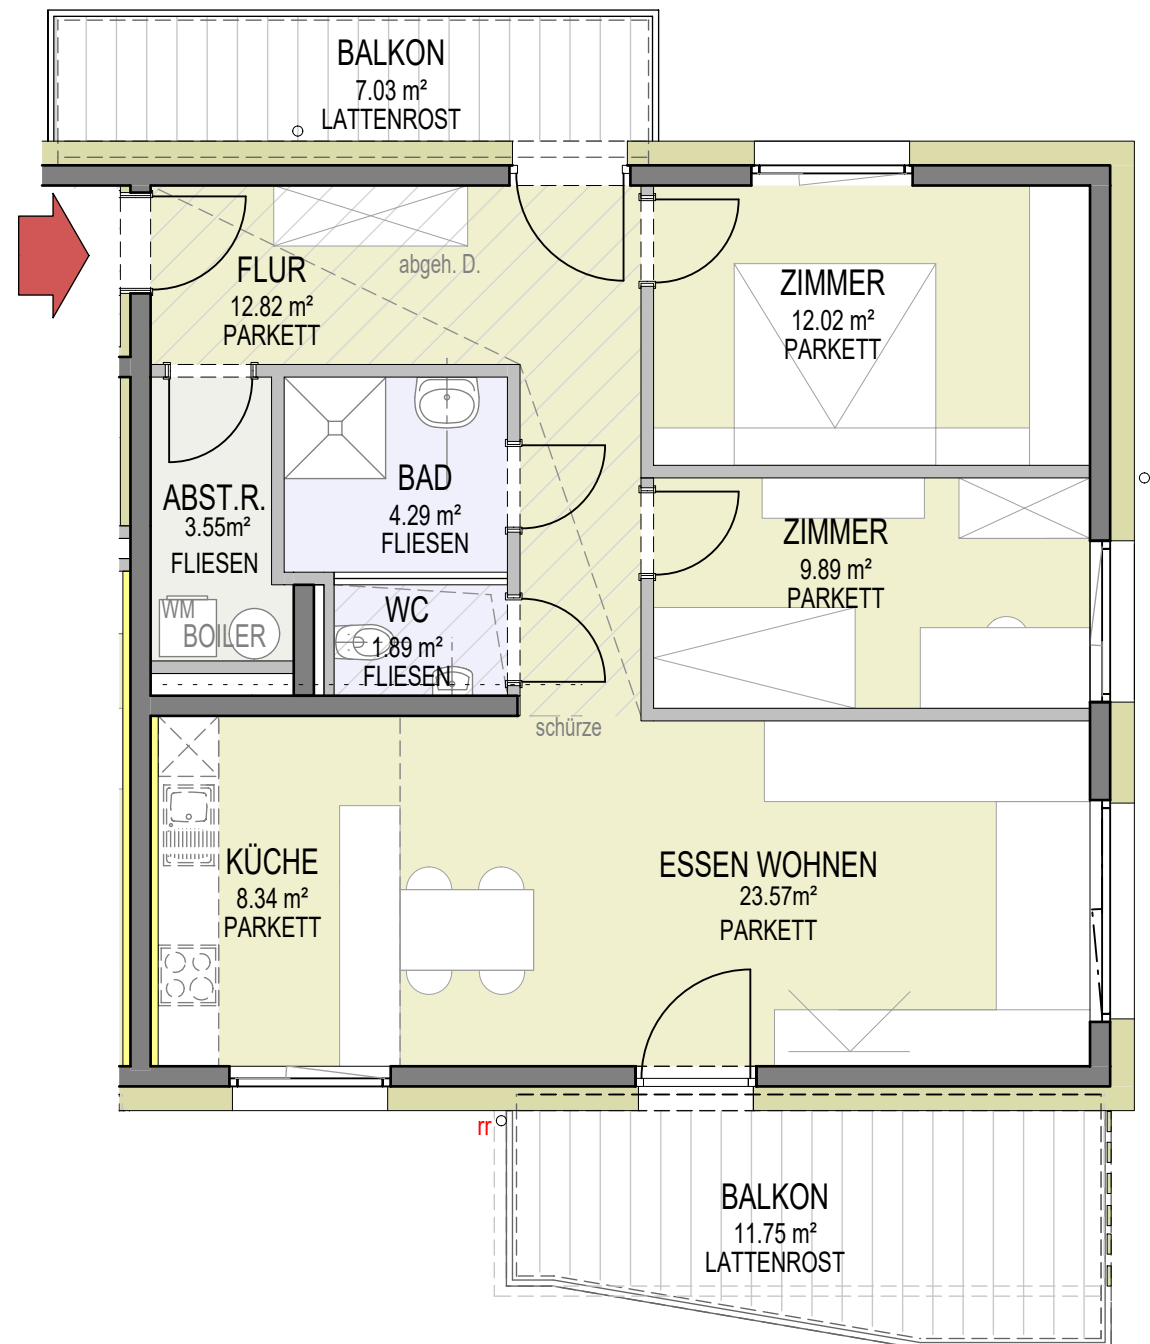 BALKON
7.03 m²
LATTENROST
FLUR
12.82 m²
PARKETT
abgeh. D.
ZIMMER
12.02 m²
PARKETT
ABST.R.
3.55m²
FLIESEN
BAD
4.29 m²
FLIESEN
ZIMMER
9.89 m²
PARKETT
WM
BOILER
WC
1.89 m²
FLIESEN
schürze
KÜCHE
8.34 m²
PARKETT
ESSEN WOHNEN
23.57m²
PARKETT
rr
BALKON
11.75 m²
LATTENROST